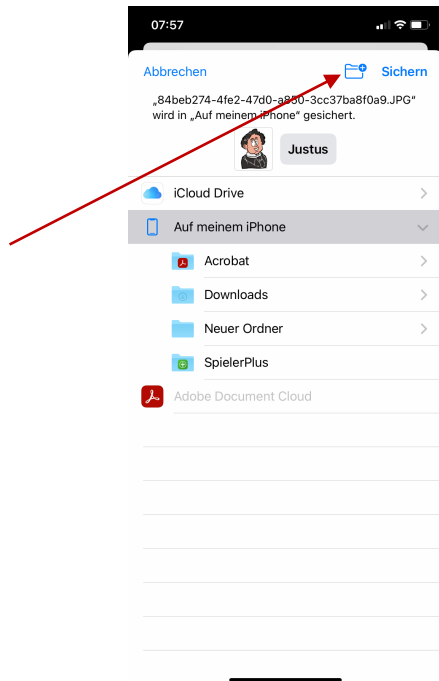 07:57
Abbrechen
Sichern
„84beb274-4fe2-47d0-a850-3cc37ba8f0a9.JPG“
wird in „Auf meinem iPhone“ gesichert.
Justus
iCloud Drive
Auf meinem iPhone
Acrobat
Downloads
Neuer Ordner
SpielerPlus
Adobe Document Cloud